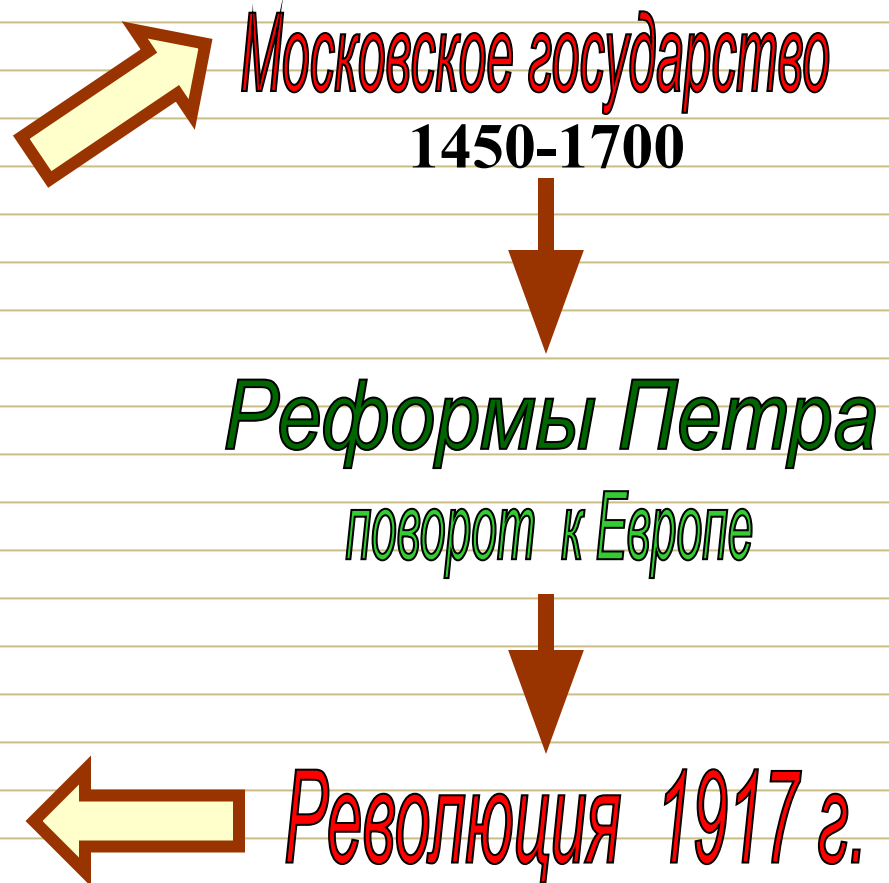 Московское государство
1450-1700
Реформы Петра
поворот к Европе
Революция 1917 г.